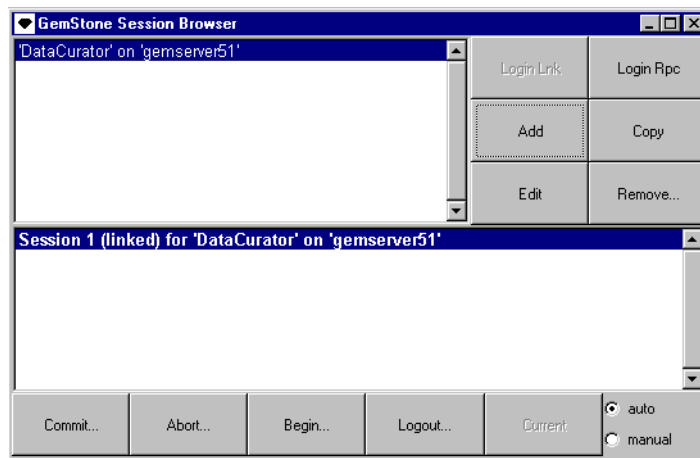 GemStone Session Browser
'DataCurator' on 'gemserver51'
Login Lnk
Login Rpc
Add
Copy
Edit
Remove...
Session 1 (linked) for 'DataCurator' on 'gemserver51'
Commit...
Abort...
Begin...
Logout...
Current
auto
manual